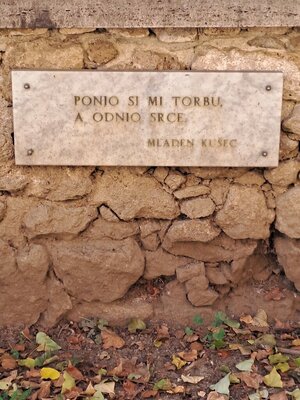 PONIO SI MI TORBU,
A ODNIO SRCE.
MLADEN KUŠEC